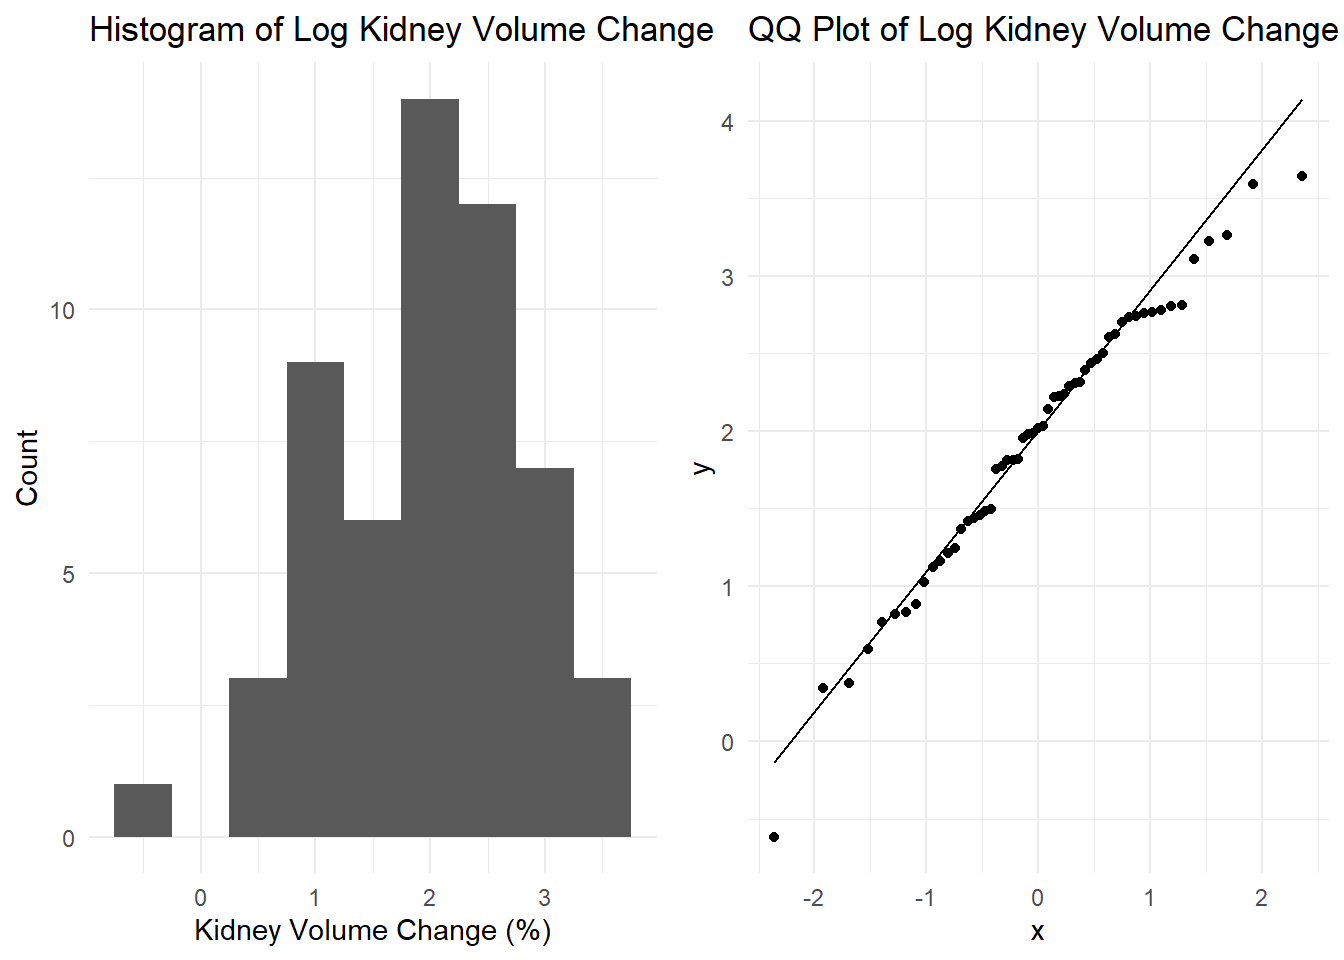 Histogram of Log Kidney Volume Change
Count
10
5
0
0 1 2 3
Kidney Volume Change (%)
QQ Plot of Log Kidney Volume Change
y
4
3
2
1
0
-2 -1 0 1 2
x